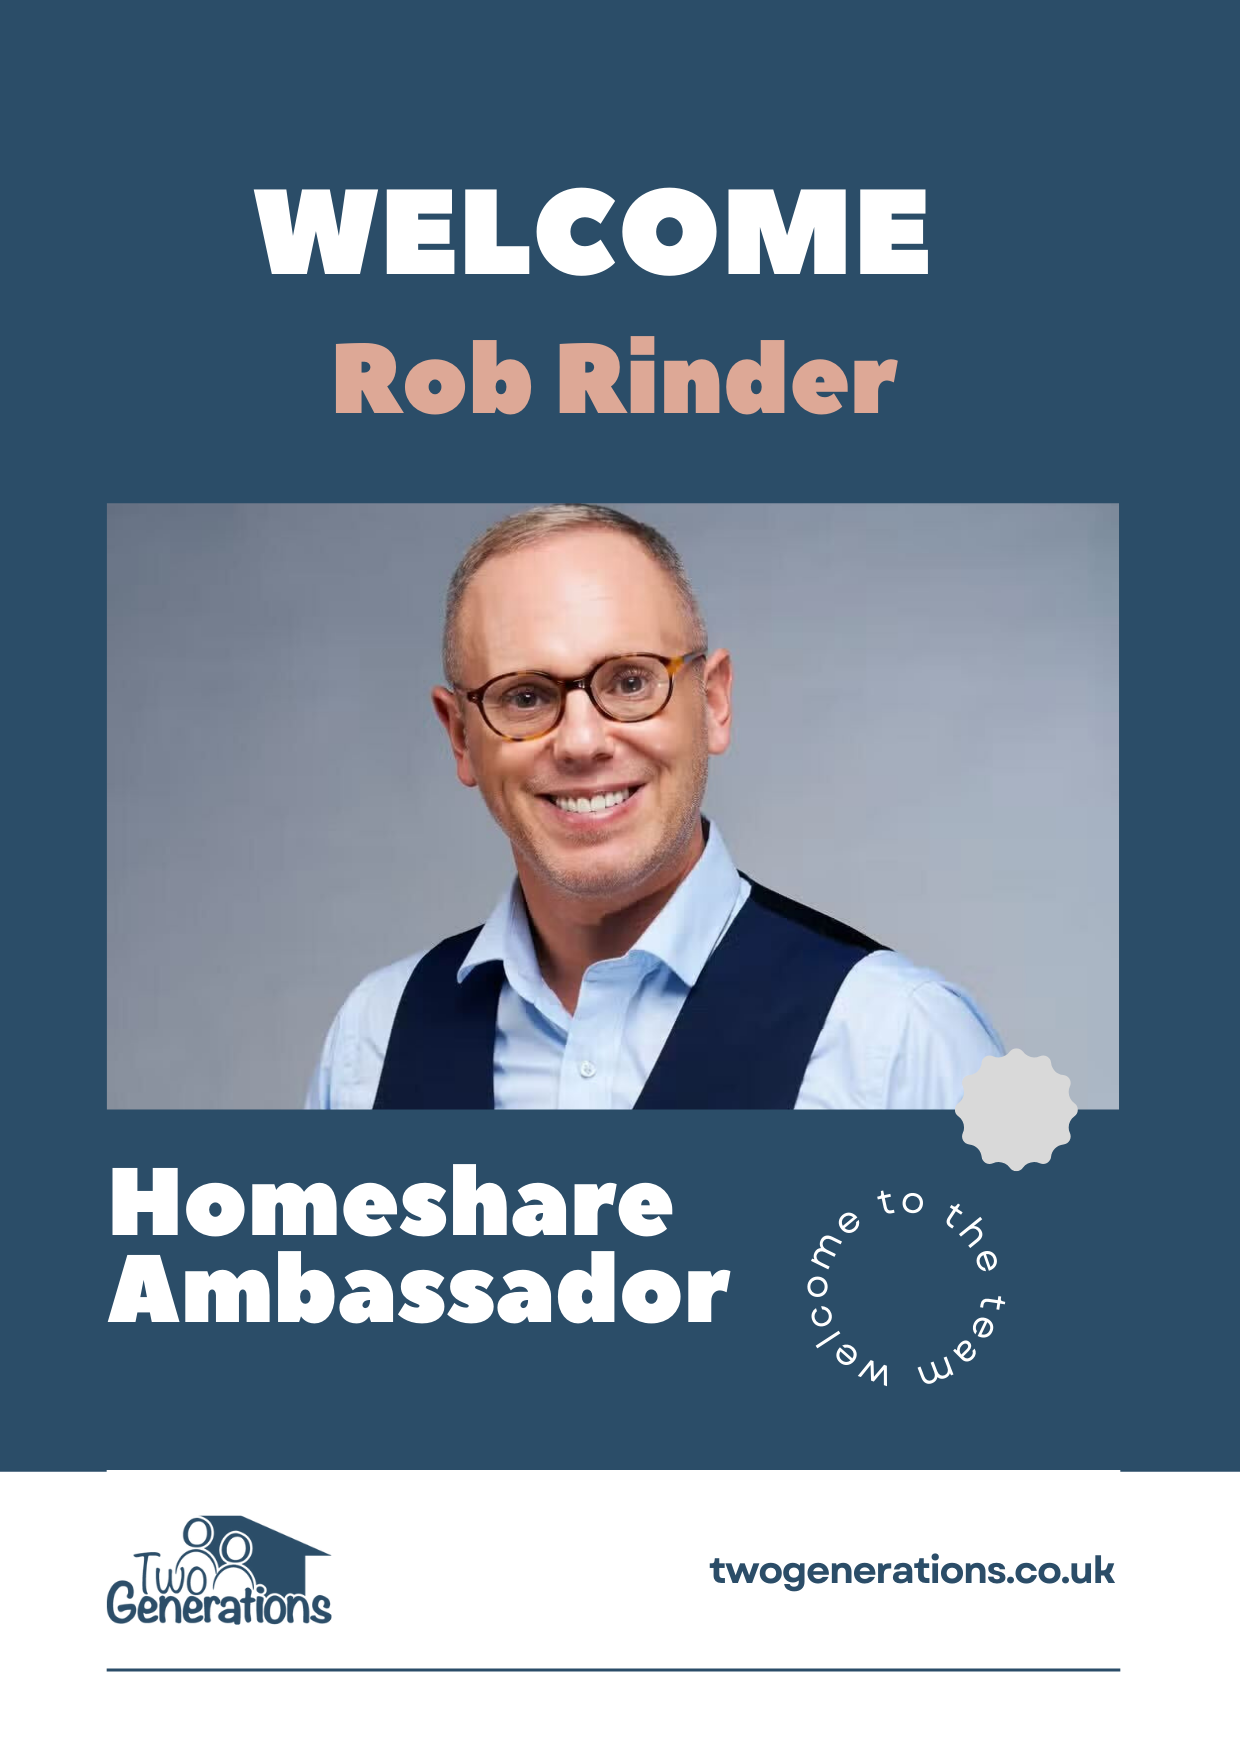 WELCOME
Rob Rinder
Homeshare
Ambassador
welcome to the team
Two
Generations
twogenerations.co.uk